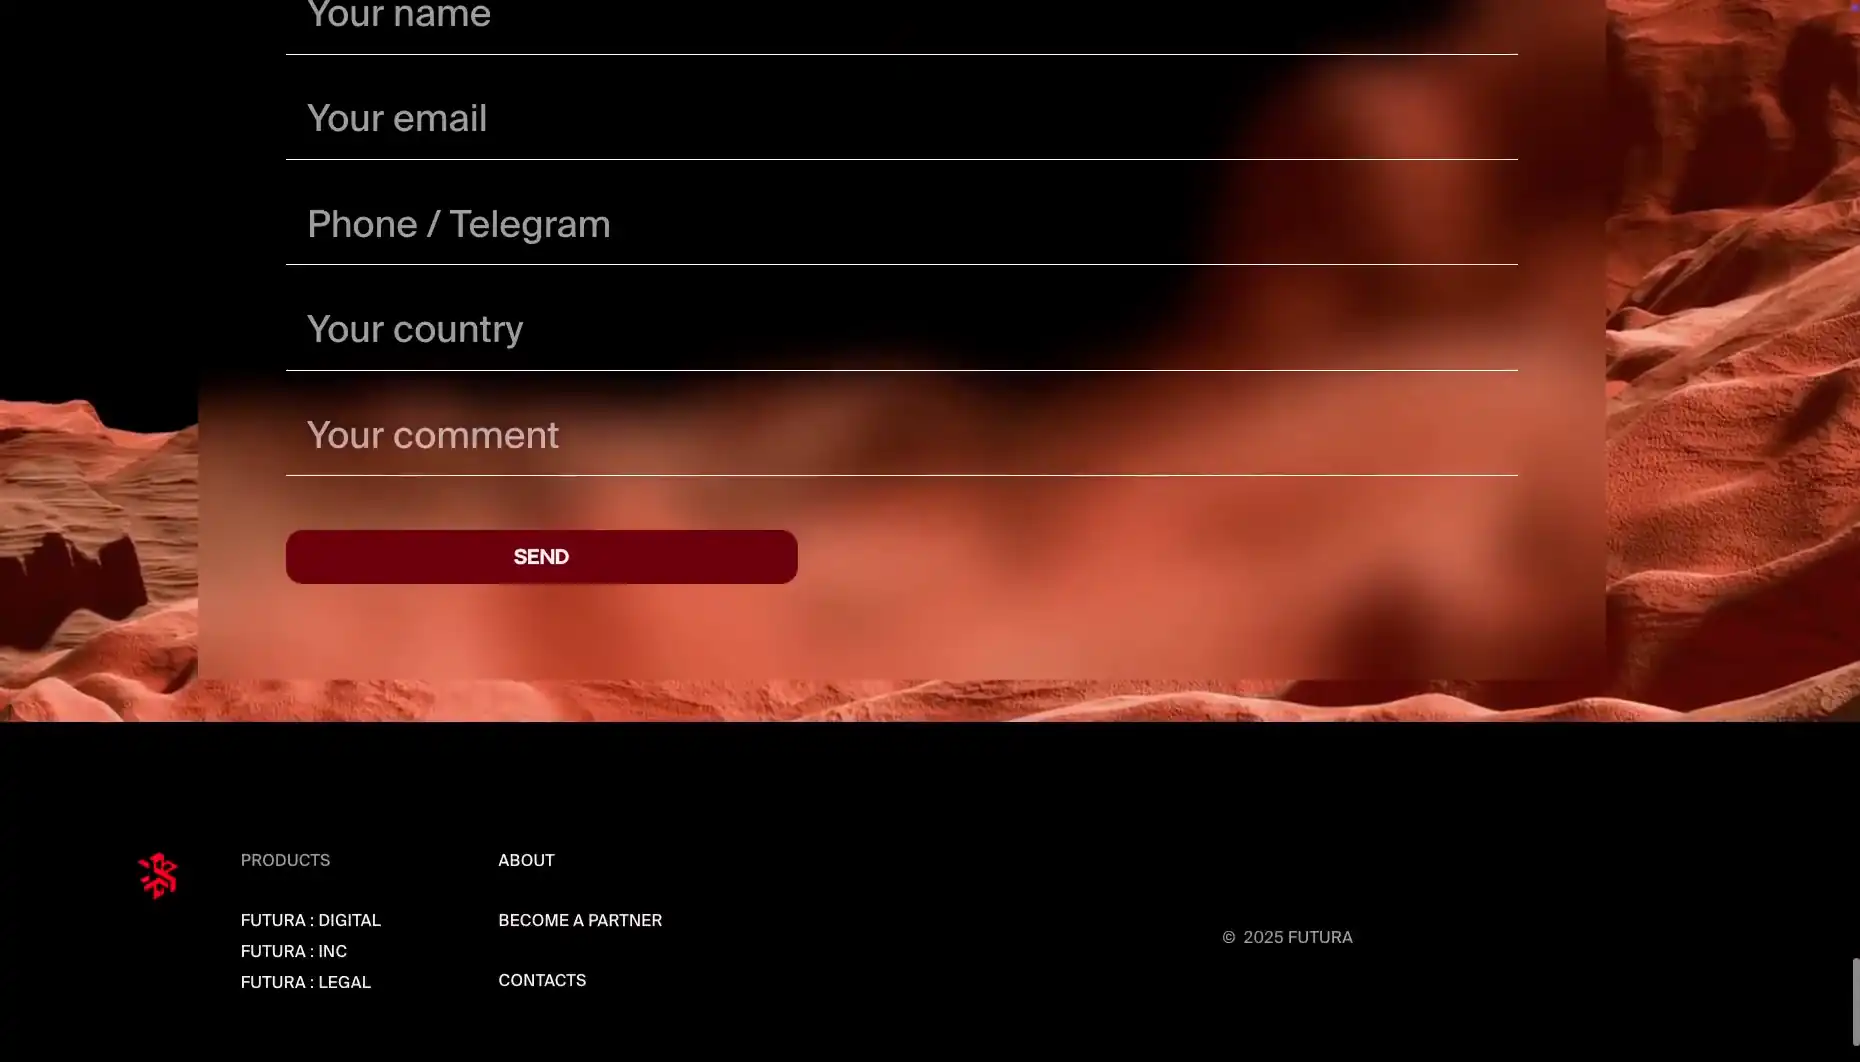 Your name
Your email
Phone / Telegram
Your country
Your comment
SEND
PRODUCTS
FUTURA : DIGITAL
FUTURA : INC
FUTURA : LEGAL
ABOUT
BECOME A PARTNER
CONTACTS
© 2025 FUTURA